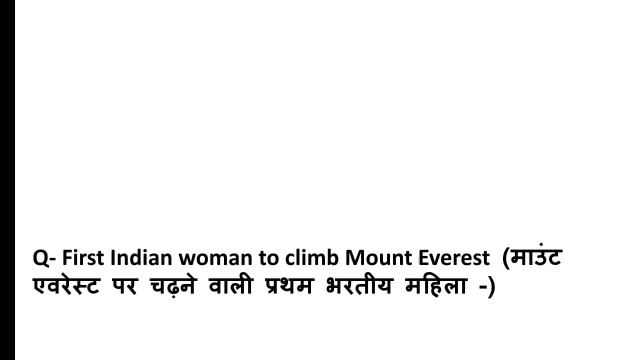 Q- First Indian woman to climb Mount Everest (माउंट
एवरेस्ट पर चढ़ने वाली प्रथम भरतीय महिला -)